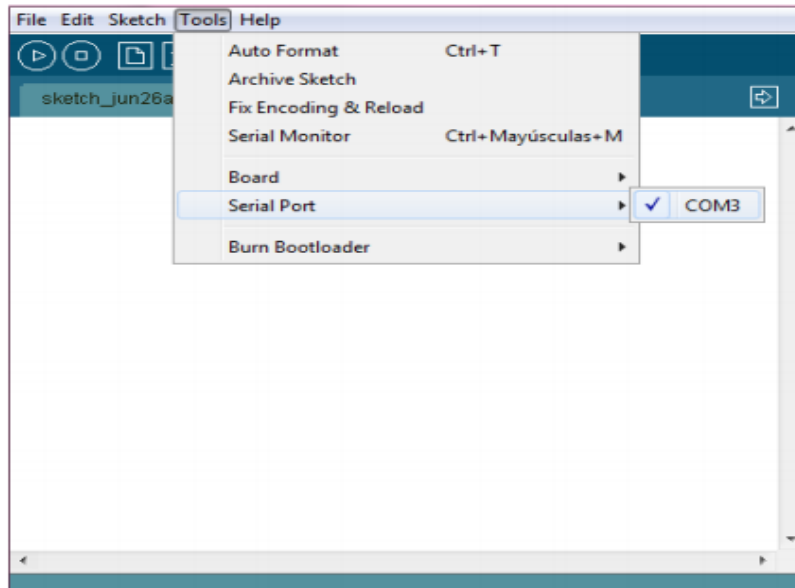 File Edit Sketch Tools Help
Auto Format Ctrl+T
Archive Sketch
sketch_jun26a
Fix Encoding & Reload
Serial Monitor Ctrl+Mayúsculas+M
Board
Serial Port
COM3
Burn Bootloader